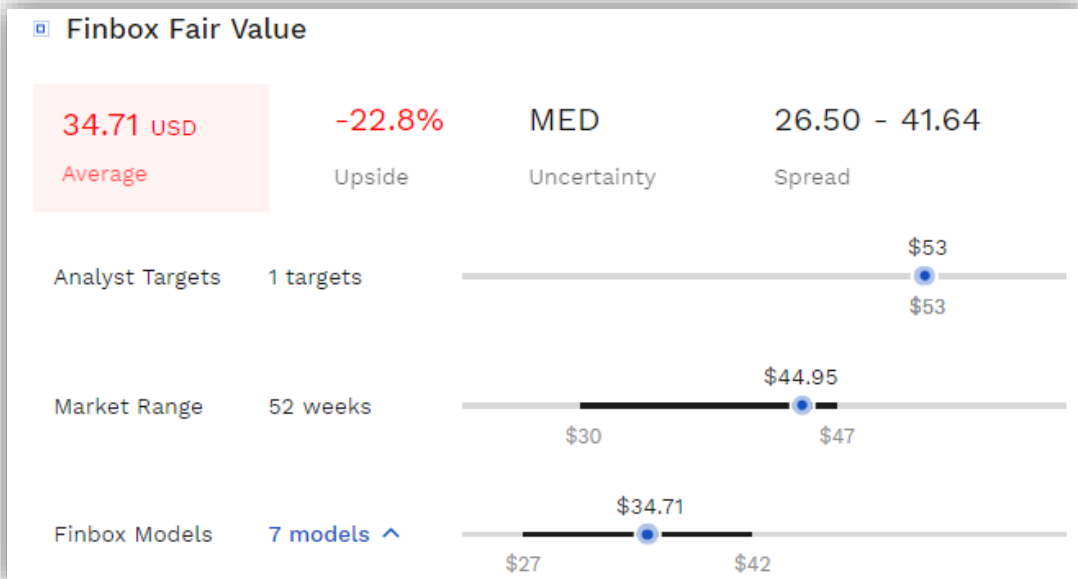 Finbox Fair Value
34.71 USD -22.8% MED 26.50 - 41.64
Average Upside Uncertainty Spread
$53
Analyst Targets 1 targets
$53
$44.95
Market Range 52 weeks
$30 $47
$34.71
Finbox Models 7 models
$27 $42